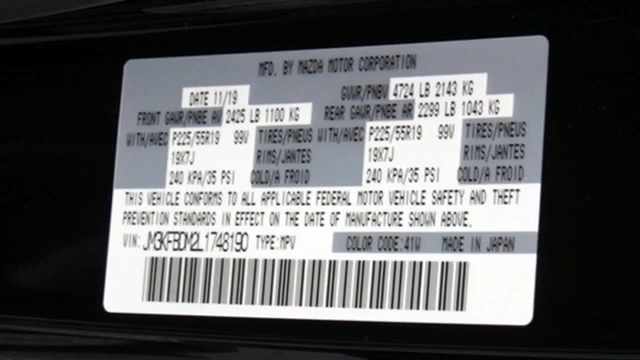 MFD. BY MAZDA MOTOR CORPORATION
DATE 11/19 GVWR/PNBV 4724 LB 2143 KG
FRONT GAWR/PNBE AV 2425 LB 1100 KG REAR GAWR/PNBE AR 2299 LB 1043 KG
WITH/AVEC P225/55R19 99V TIRES/PNEUS WITH/AVEC P225/55R19 99V TIRES/PNEUS
19X7J RIMS/JANTES 19X7J RIMS/JANTES
240 KPA/35 PSI COLD/A FROID 240 KPA/35 PSI COLD/A FROID
THIS VEHICLE CONFORMS TO ALL APPLICABLE FEDERAL MOTOR VEHICLE SAFETY AND THEFT
PREVENTION STANDARDS IN EFFECT ON THE DATE OF MANUFACTURE SHOWN ABOVE.
VIN: JM3KFBDM2L1748190 TYPE:MPV COLOR CODE:41W MADE IN JAPAN